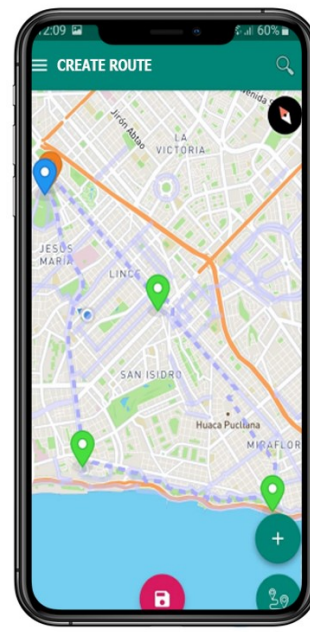 2:09 60%
CREATE ROUTE
Jirón Abtao
LA
VICTORIA
JESÚS
MARÍA
LINCE
SAN ISIDRO
Huaca Pucllana
MIRAFLOR